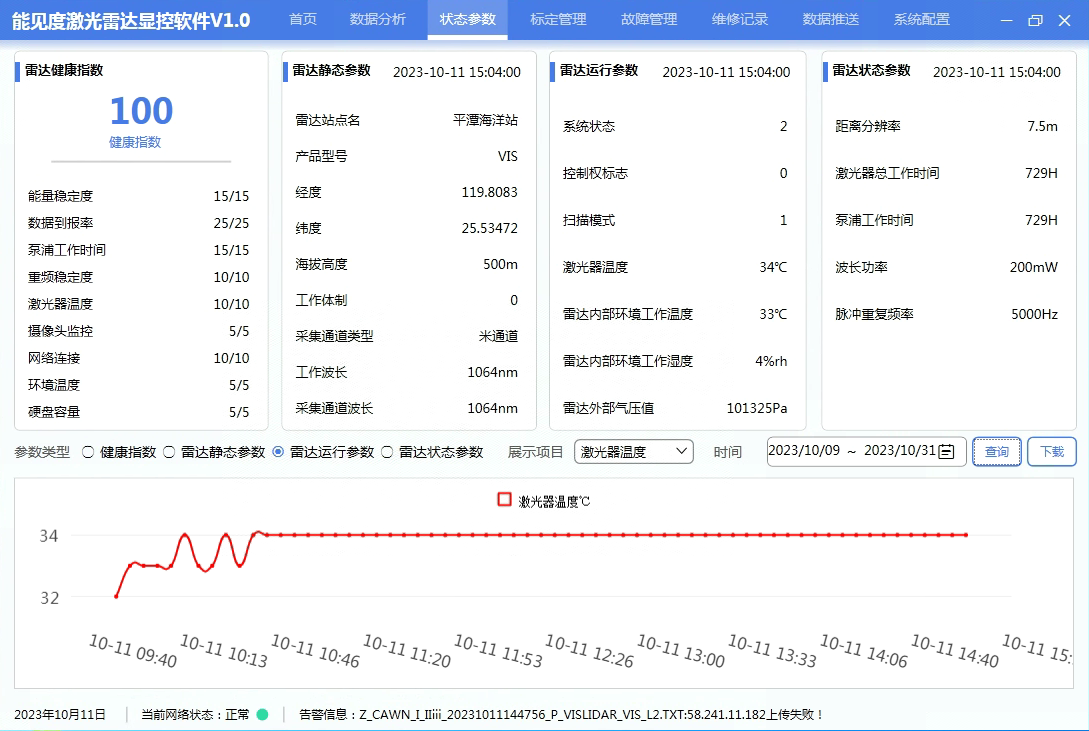 能见度激光雷达显控软件V1.0 首页 数据分析 状态参数 标定管理 故障管理 维修记录 数据推送 系统配置
雷达健康指数
100
健康指数
能量稳定度 15/15
数据到报率 25/25
泵浦工作时间 15/15
重频稳定度 10/10
激光器温度 10/10
摄像头监控 5/5
网络连接 10/10
环境温度 5/5
硬盘容量 5/5
雷达静态参数 2023-10-11 15:04:00
雷达站点名 平潭海洋站
产品型号 VIS
经度 119.8083
纬度 25.53472
海拔高度 500m
工作体制 0
采集通道类型 米通道
工作波长 1064nm
采集通道波长 1064nm
雷达运行参数 2023-10-11 15:04:00
系统状态 2
控制权标志 0
扫描模式 1
激光器温度 34℃
雷达内部环境工作温度 33℃
雷达内部环境工作湿度 4%rh
雷达外部气压值 101325Pa
雷达状态参数 2023-10-11 15:04:00
距离分辨率 7.5m
激光器总工作时间 729H
泵浦工作时间 729H
波长功率 200mW
脉冲重复频率 5000Hz
参数类型 健康指数 雷达静态参数 雷达运行参数 雷达状态参数 展示项目 激光器温度 时间 2023/10/09 ~ 2023/10/31 查询 下载
激光器温度℃
34
32
10-11 09:40 10-11 10:13 10-11 10:46 10-11 11:20 10-11 11:53 10-11 12:26 10-11 13:00 10-11 13:33 10-11 14:06 10-11 14:40 10-11 15:
2023年10月11日 当前网络状态：正常 告警信息：Z_CAWN_I_IIiii_20231011144756_P_VISLIDAR_VIS_L2.TXT:58.241.11.182上传失败！